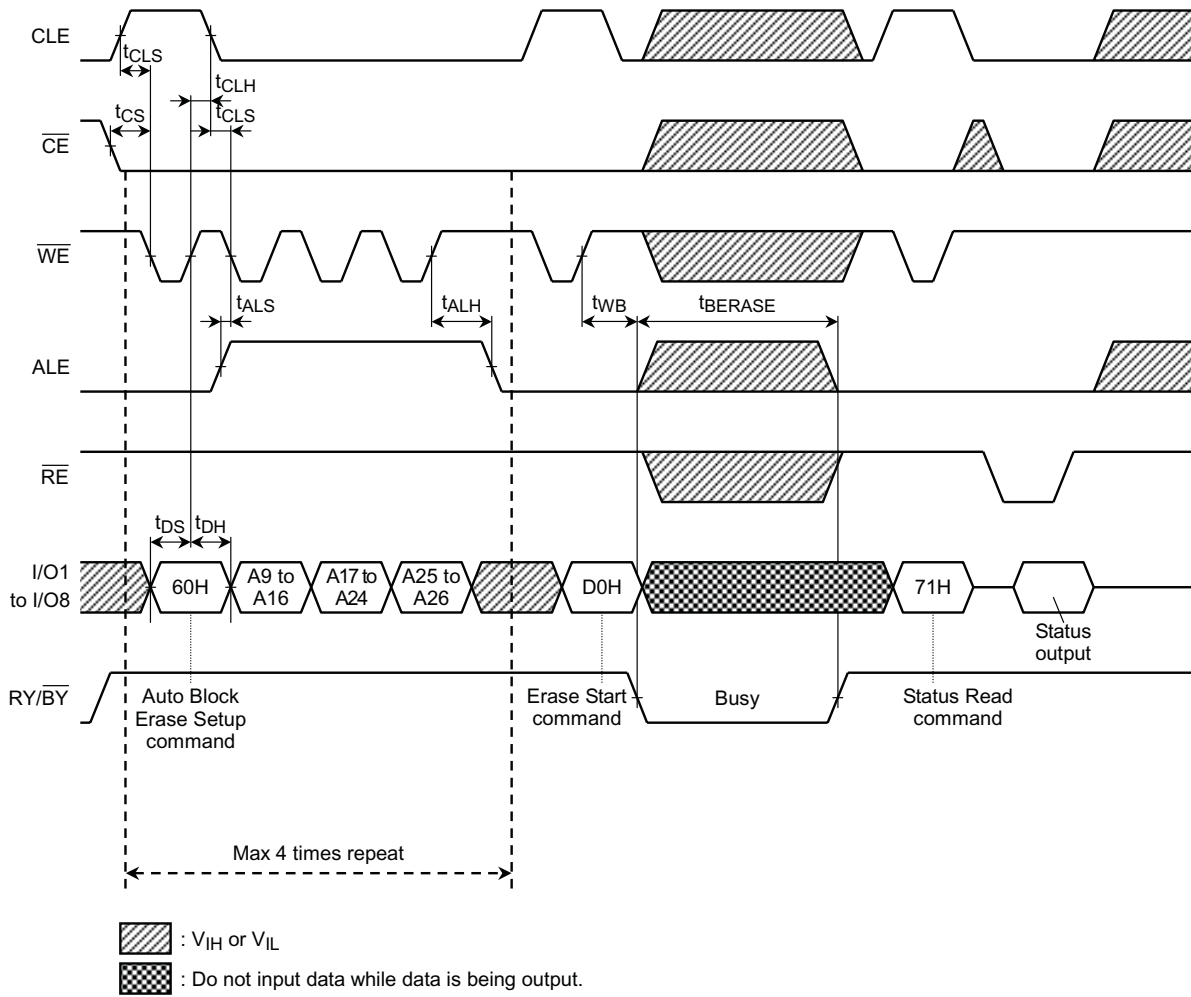 CLE
tCLS
tCLH
tCS
tCLS
CE
WE
tALS
tALH
tWB
tBERASE
ALE
RE
tDS
tDH
I/O1
to I/O8
60H
A9 to
A16
A17 to
A24
A25 to
A26
D0H
71H
Status
output
RY/BY
Auto Block
Erase Setup
command
Erase Start
command
Busy
Status Read
command
Max 4 times repeat
: VIH or VIL
: Do not input data while data is being output.